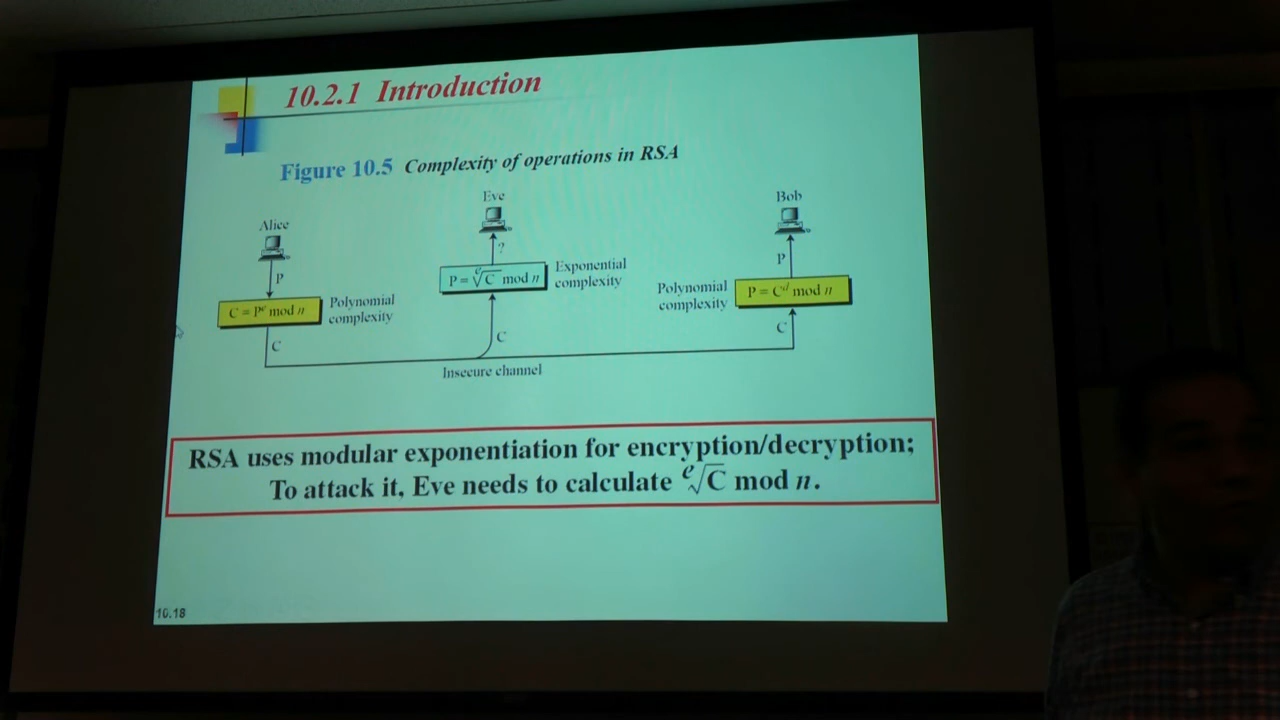 10.2.1 Introduction
Figure 10.5 Complexity of operations in RSA
Alice
Eve
Bob
P
?
P
C = Pᵉ mod n
Polynomial
complexity
P = ᵉ√C mod n
Exponential
complexity
Polynomial
complexity
P = Cᵈ mod n
C
C
C
Insecure channel
RSA uses modular exponentiation for encryption/decryption;
To attack it, Eve needs to calculate ᵉ√C mod n.
10.18